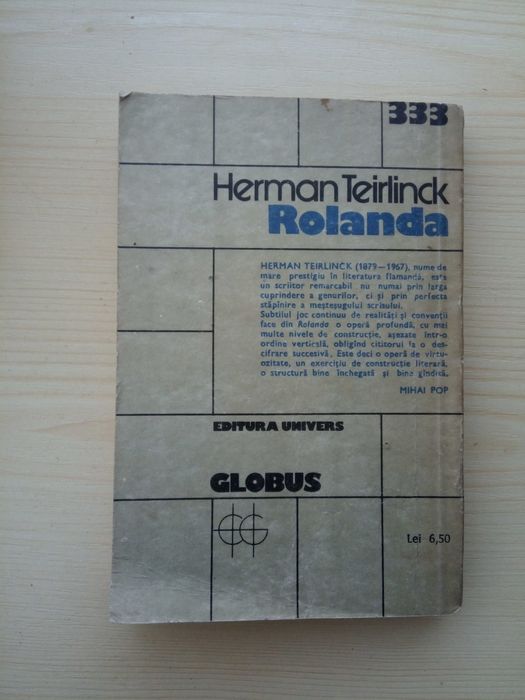 333
Herman Teirlinck
Rolanda
HERMAN TEIRLINCK (1879—1967), nume de
mare prestigiu în literatura flamandă, este
un scriitor remarcabil nu numai prin larga
cuprindere a genurilor, ci și prin perfecta
stăpînire a meșteșugului scrisului.
Subtilul joc continuu de realități și convenții
face din Rolanda o operă profundă, cu mai
multe nivele de construcție, așezate într-o
ordine verticală, obligînd cititorul la o des-
cifrare succesivă. Este deci o operă de virtu-
ozitate, un exercițiu de construcție literară,
o structură bine închegată și bine gîndită.
MIHAI POP
EDITURA UNIVERS
GLOBUS
CG
Lei 6,50